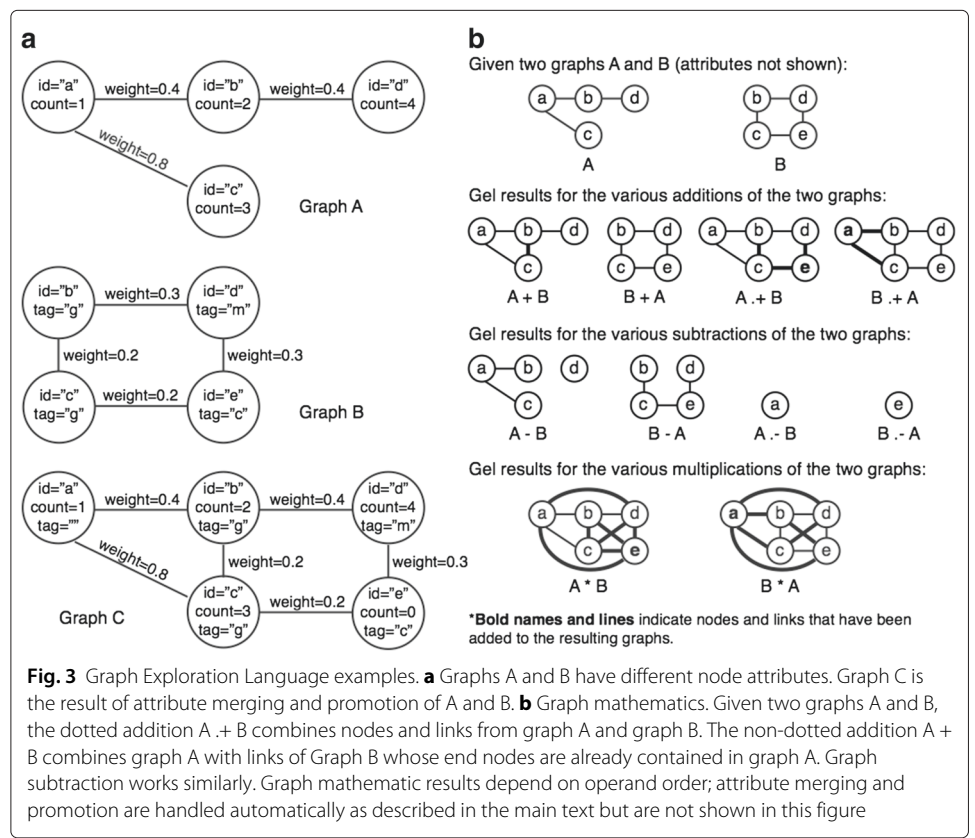 a
id="a"
count=1
weight=0.4
id="b"
count=2
weight=0.4
id="d"
count=4
weight=0.8
id="c"
count=3
Graph A
id="b"
tag="g"
weight=0.3
id="d"
tag="m"
weight=0.2
weight=0.3
id="c"
tag="g"
weight=0.2
id="e"
tag="c"
Graph B
id="a"
count=1
tag=""
weight=0.4
id="b"
count=2
tag="g"
weight=0.4
id="d"
count=4
tag="m"
weight=0.8
weight=0.2
weight=0.3
Graph C
id="c"
count=3
tag="g"
weight=0.2
id="e"
count=0
tag="c"
b
Given two graphs A and B (attributes not shown):
a b d
c
A
b d
c e
B
Gel results for the various additions of the two graphs:
a b d
c
A + B
b d
c e
B + A
a b d
c e
A .+ B
a b d
c e
B .+ A
Gel results for the various subtractions of the two graphs:
a b d
c
A - B
b d
c e
B - A
a
A .- B
e
B .- A
Gel results for the various multiplications of the two graphs:
a b d
c e
A * B
a b d
c e
B * A
*Bold names and lines indicate nodes and links that have been
added to the resulting graphs.
Fig. 3 Graph Exploration Language examples. a Graphs A and B have different node attributes. Graph C is
the result of attribute merging and promotion of A and B. b Graph mathematics. Given two graphs A and B,
the dotted addition A .+ B combines nodes and links from graph A and graph B. The non-dotted addition A +
B combines graph A with links of Graph B whose end nodes are already contained in graph A. Graph
subtraction works similarly. Graph mathematic results depend on operand order; attribute merging and
promotion are handled automatically as described in the main text but are not shown in this figure